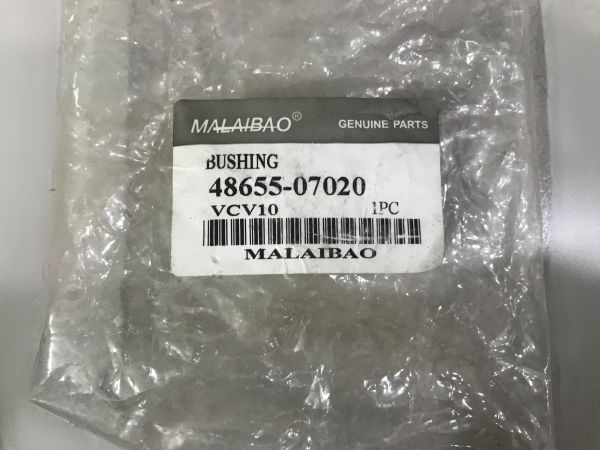 MALAIBAO® GENUINE PARTS
BUSHING
48655-07020
VCV10 1PC
MALAIBAO